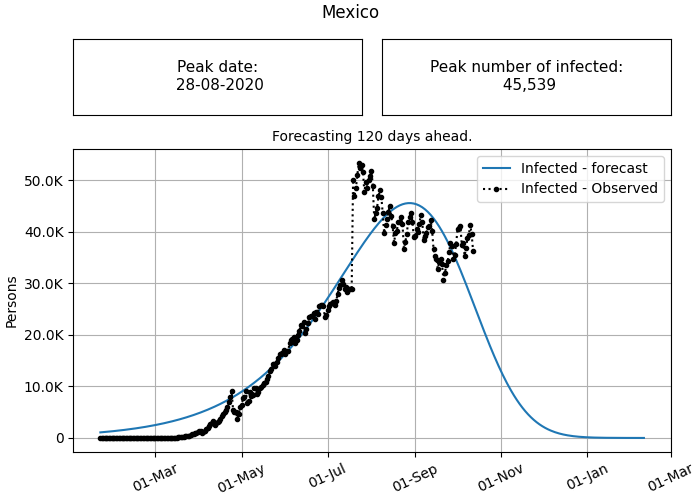 Mexico
Peak date:
28-08-2020
Peak number of infected:
45,539
Forecasting 120 days ahead.
Infected - forecast
Infected - Observed
50.0K
40.0K
30.0K
20.0K
10.0K
0
Persons
01-Mar
01-May
01-Jul
01-Sep
01-Nov
01-Jan
01-Mar